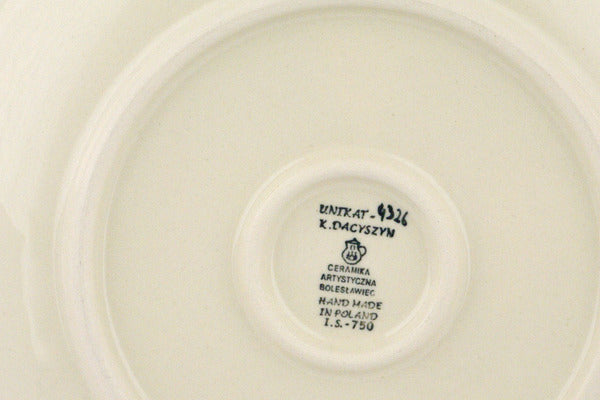 UNIKAT - 4326
K. DACYSZYN
CERAMIKA
ARTYSTYCZNA
BOLESŁAWIEC
HAND MADE
IN POLAND
I.S.-750